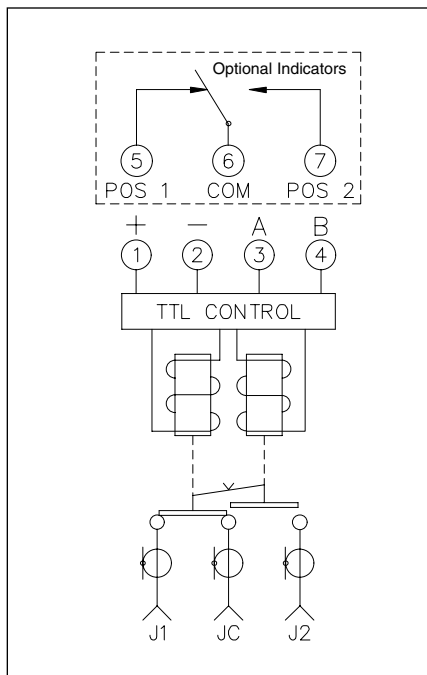 Optional Indicators
5 6 7
POS 1 COM POS 2
+ − A B
1 2 3 4
TTL CONTROL
J1 JC J2